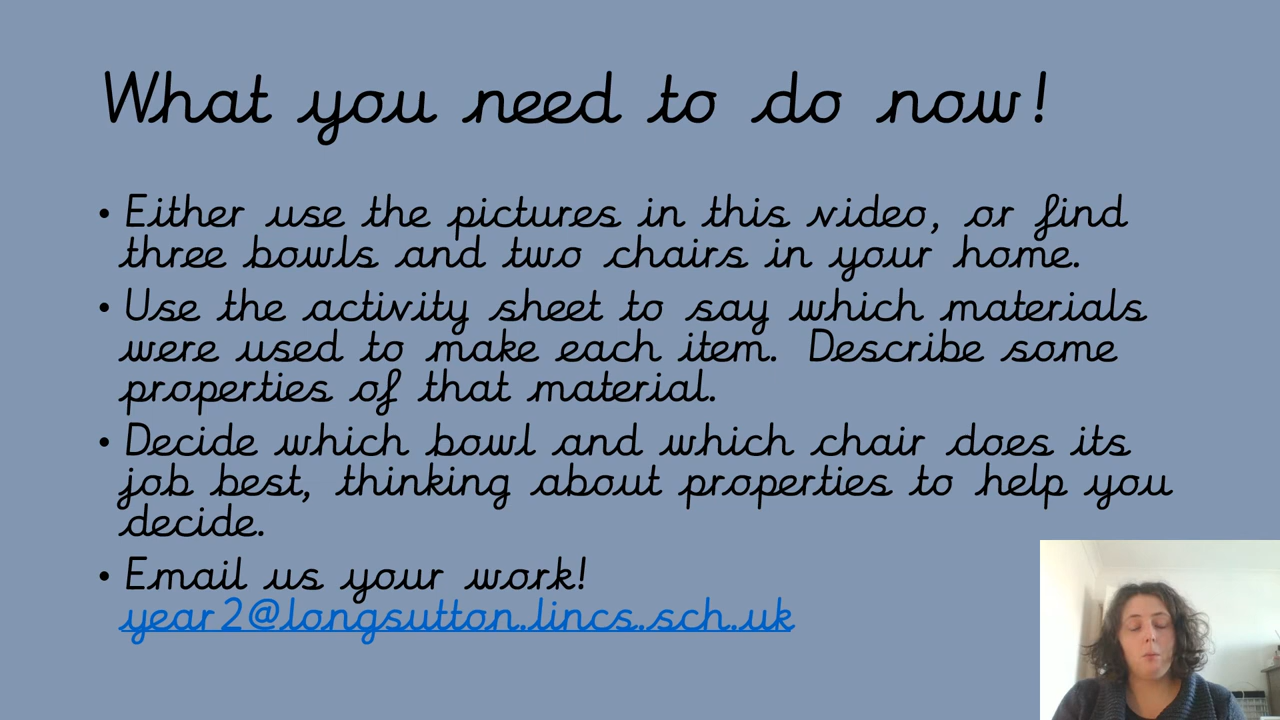 What you need to do now!
• Either use the pictures in this video, or find
three bowls and two chairs in your home.
• Use the activity sheet to say which materials
were used to make each item. Describe some
properties of that material.
• Decide which bowl and which chair does its
job best, thinking about properties to help you
decide.
• Email us your work!
year2@longsutton.lincs.sch.uk